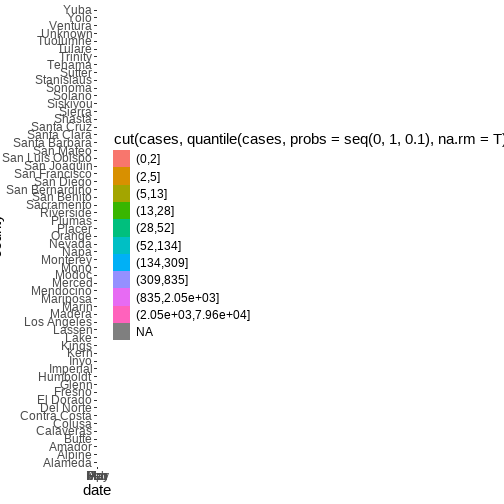 Yuba
Yolo
Ventura
Unknown
Tuolumne
Tulare
Trinity
Tehama
Sutter
Stanislaus
Sonoma
Solano
Siskiyou
Sierra
Shasta
Santa Cruz
Santa Clara
Santa Barbara
San Mateo
San Luis Obispo
San Joaquin
San Francisco
San Diego
San Bernardino
San Benito
Sacramento
Riverside
Plumas
Placer
Orange
Nevada
Napa
Monterey
Mono
Modoc
Merced
Mendocino
Mariposa
Marin
Madera
Los Angeles
Lassen
Lake
Kings
Kern
Inyo
Imperial
Humboldt
Glenn
Fresno
El Dorado
Del Norte
Contra Costa
Colusa
Calaveras
Butte
Amador
Alpine
Alameda
date
cut(cases, quantile(cases, probs = seq(0, 1, 0.1), na.rm = T)
(0,2]
(2,5]
(5,13]
(13,28]
(28,52]
(52,134]
(134,309]
(309,835]
(835,2.05e+03]
(2.05e+03,7.96e+04]
NA